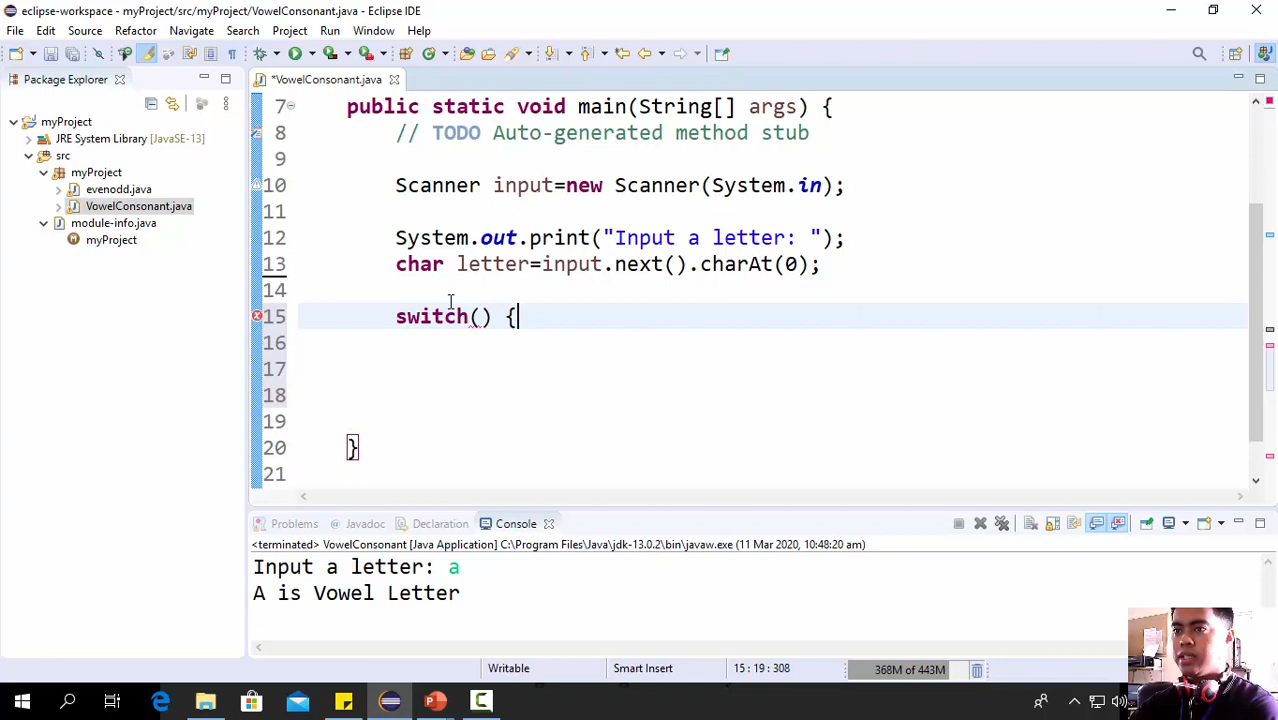 eclipse-workspace - myProject/src/myProject/VowelConsonant.java - Eclipse IDE
File Edit Source Refactor Navigate Search Project Run Window Help
Package Explorer
*VowelConsonant.java
myProject
JRE System Library [JavaSE-13]
src
myProject
evenodd.java
VowelConsonant.java
module-info.java
myProject
7 public static void main(String[] args) {
8 // TODO Auto-generated method stub
9
10 Scanner input=new Scanner(System.in);
11
12 System.out.print("Input a letter: ");
13 char letter=input.next().charAt(0);
14
15 switch() {
16
17
18
19
20 }
21
Problems @ Javadoc Declaration Console
<terminated> VowelConsonant [Java Application] C:\Program Files\Java\jdk-13.0.2\bin\javaw.exe (11 Mar 2020, 10:48:20 am)
Input a letter: a
A is Vowel Letter
Writable Smart Insert 15 : 19 : 308 368M of 443M